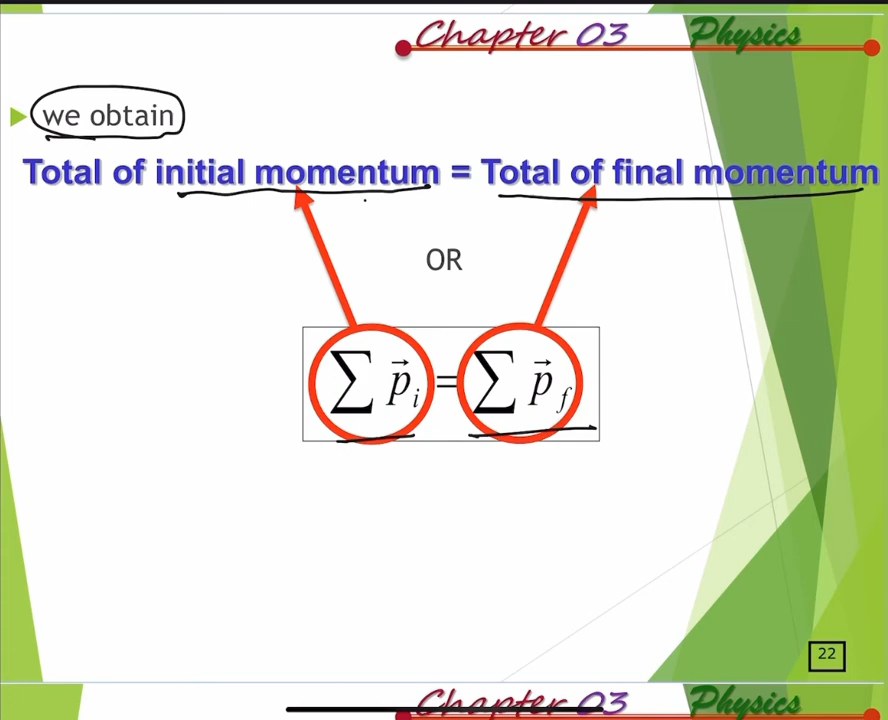 Chapter 03 Physics
we obtain
Total of initial momentum = Total of final momentum
OR
∑ p⃗ᵢ = ∑ p⃗_f
22
Chapter 03 Physics